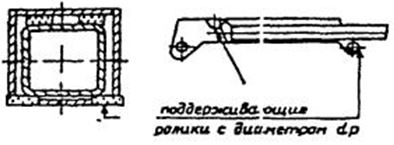 поддерживающие
ролики с диаметром dр